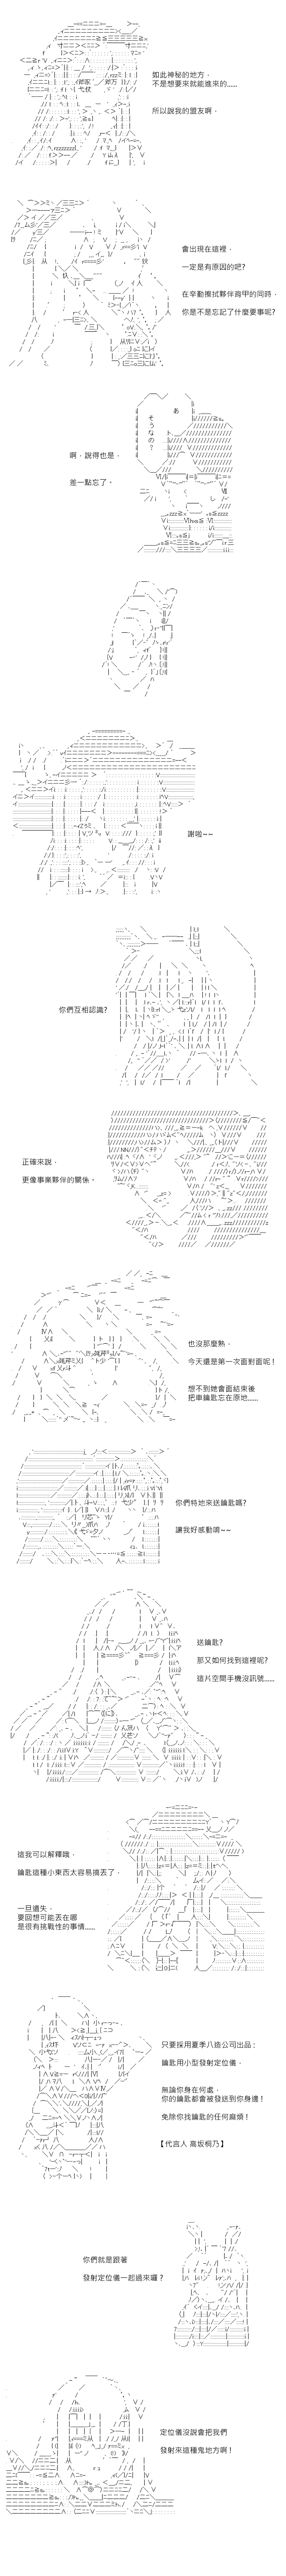 如此神秘的地方，
不是想要來就能進來的……
所以說我的盟友啊，
會出現在這裡，
一定是有原因的吧?
在辛勤擦拭夥伴肩甲的同時，
你是不是忘記了什麼要事呢?
あ
そ
う
な
の
?
啊，說得也是，
差一點忘了。
謝啦~~
你們互相認識?
正確來說，
更像事業夥伴的關係。
也沒那麼熟，
今天還是第一次面對面呢!
想不到她會面結束後
把車鑰匙忘在原地……
你們特地來送鑰匙嗎?
讓我好感動唷~~
送鑰匙?
那又如何找到這裡呢?
這片空間手機沒訊號……
這我可以解釋哦，
鑰匙這種小東西太容易搞丟了，
一旦遺失，
要回想可能丟在哪
是很有挑戰性的事情……
只要採用夏季八造公司出品：
鑰匙用小型發射定位儀，
無論你身在何處，
你的鑰匙都會被發送到你身邊!
免除你找鑰匙的任何麻煩!
【代言人 高坂桐乃】
你們就是跟著
發射定位儀一起過來囉？
定位儀沒說會把我們
發射來這種鬼地方啊!